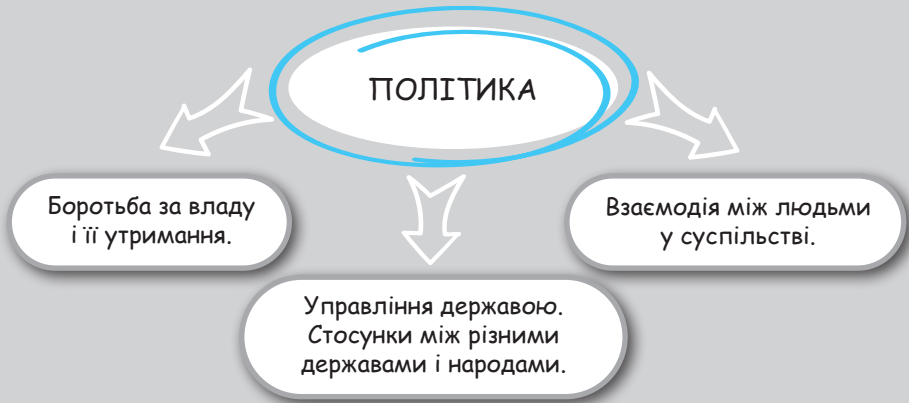 ПОЛІТИКА
Боротьба за владу
і її утримання.
Управління державою.
Стосунки між різними
державами і народами.
Взаємодія між людьми
у суспільстві.